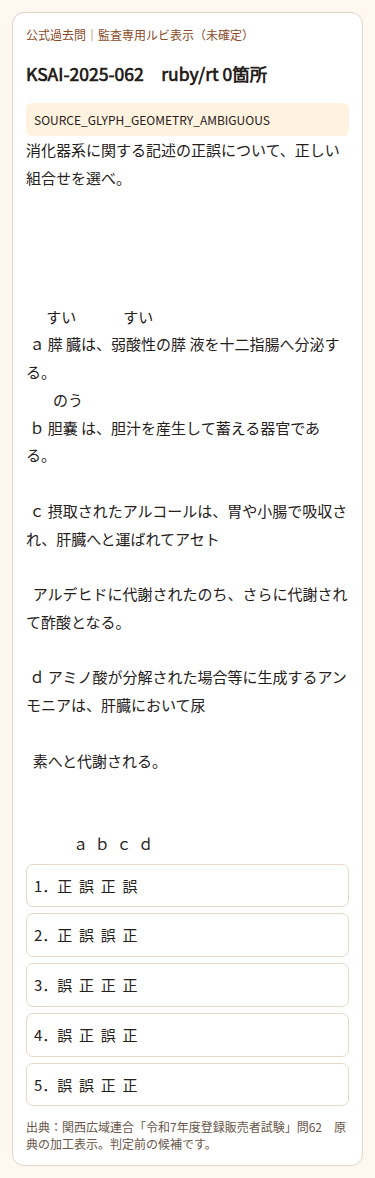 公式過去問｜監査専用ルビ表示（未確定）
KSAI-2025-062　ruby/rt 0箇所
SOURCE_GLYPH_GEOMETRY_AMBIGUOUS
消化器系に関する記述の正誤について、正しい
組合せを選べ。
すい　　　すい
ａ 膵 臓は、弱酸性の膵 液を十二指腸へ分泌す
る。
のう
ｂ 胆嚢 は、胆汁を産生して蓄える器官であ
る。
ｃ 摂取されたアルコールは、胃や小腸で吸収さ
れ、肝臓へと運ばれてアセト
アルデヒドに代謝されたのち、さらに代謝され
て酢酸となる。
ｄ アミノ酸が分解された場合等に生成するアン
モニアは、肝臓において尿
素へと代謝される。
ａ ｂ ｃ ｄ
1．正 誤 正 誤
2．正 誤 誤 正
3．誤 正 正 正
4．誤 正 誤 正
5．誤 誤 正 正
出典：関西広域連合「令和7年度登録販売者試験」問62　原
典の加工表示。判定前の候補です。